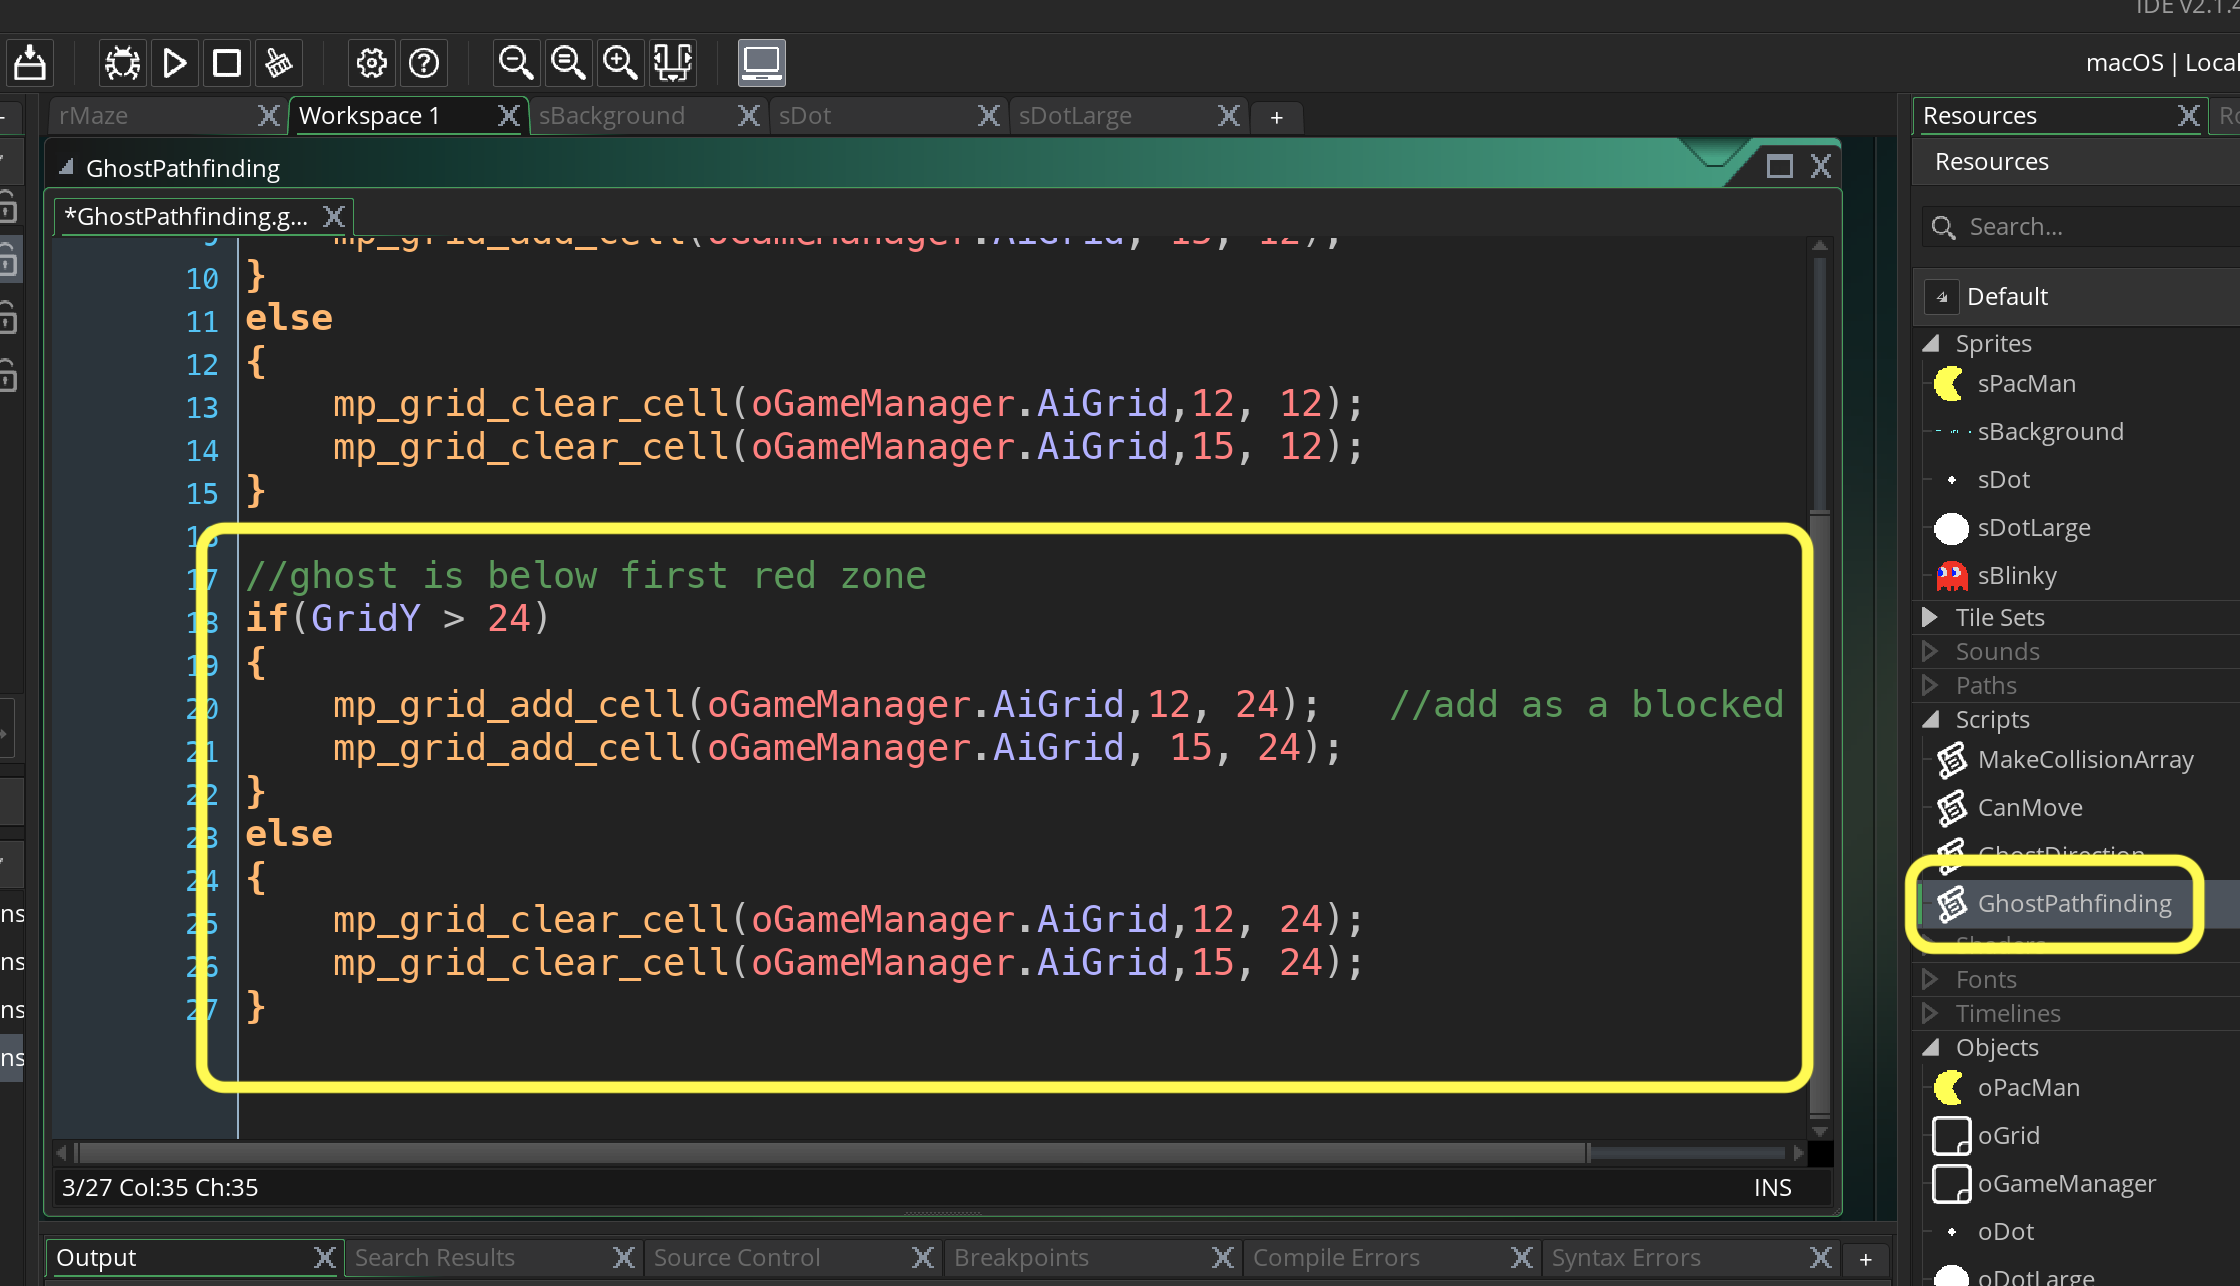 IDE v2.1.4
macOS | Local
rMaze
Workspace 1
sBackground
sDot
sDotLarge
+
Resources
GhostPathfinding
Resources
*GhostPathfinding.g...
Search...
Default
9 mp_grid_add_cell(oGameManager.AiGrid, 15, 12);
10 }
11 else
12 {
13 mp_grid_clear_cell(oGameManager.AiGrid,12, 12);
14 mp_grid_clear_cell(oGameManager.AiGrid,15, 12);
15 }
16
17 //ghost is below first red zone
18 if(GridY > 24)
19 {
20 mp_grid_add_cell(oGameManager.AiGrid,12, 24); //add as a blocked
21 mp_grid_add_cell(oGameManager.AiGrid, 15, 24);
22 }
23 else
24 {
25 mp_grid_clear_cell(oGameManager.AiGrid,12, 24);
26 mp_grid_clear_cell(oGameManager.AiGrid,15, 24);
27 }
3/27 Col:35 Ch:35
INS
Sprites
sPacMan
sBackground
sDot
sDotLarge
sBlinky
Tile Sets
Sounds
Paths
Scripts
MakeCollisionArray
CanMove
GhostDirection
GhostPathfinding
Shaders
Fonts
Timelines
Objects
oPacMan
oGrid
oGameManager
oDot
oDotLarge
ns
ns
ns
ns
Output
Search Results
Source Control
Breakpoints
Compile Errors
Syntax Errors
+